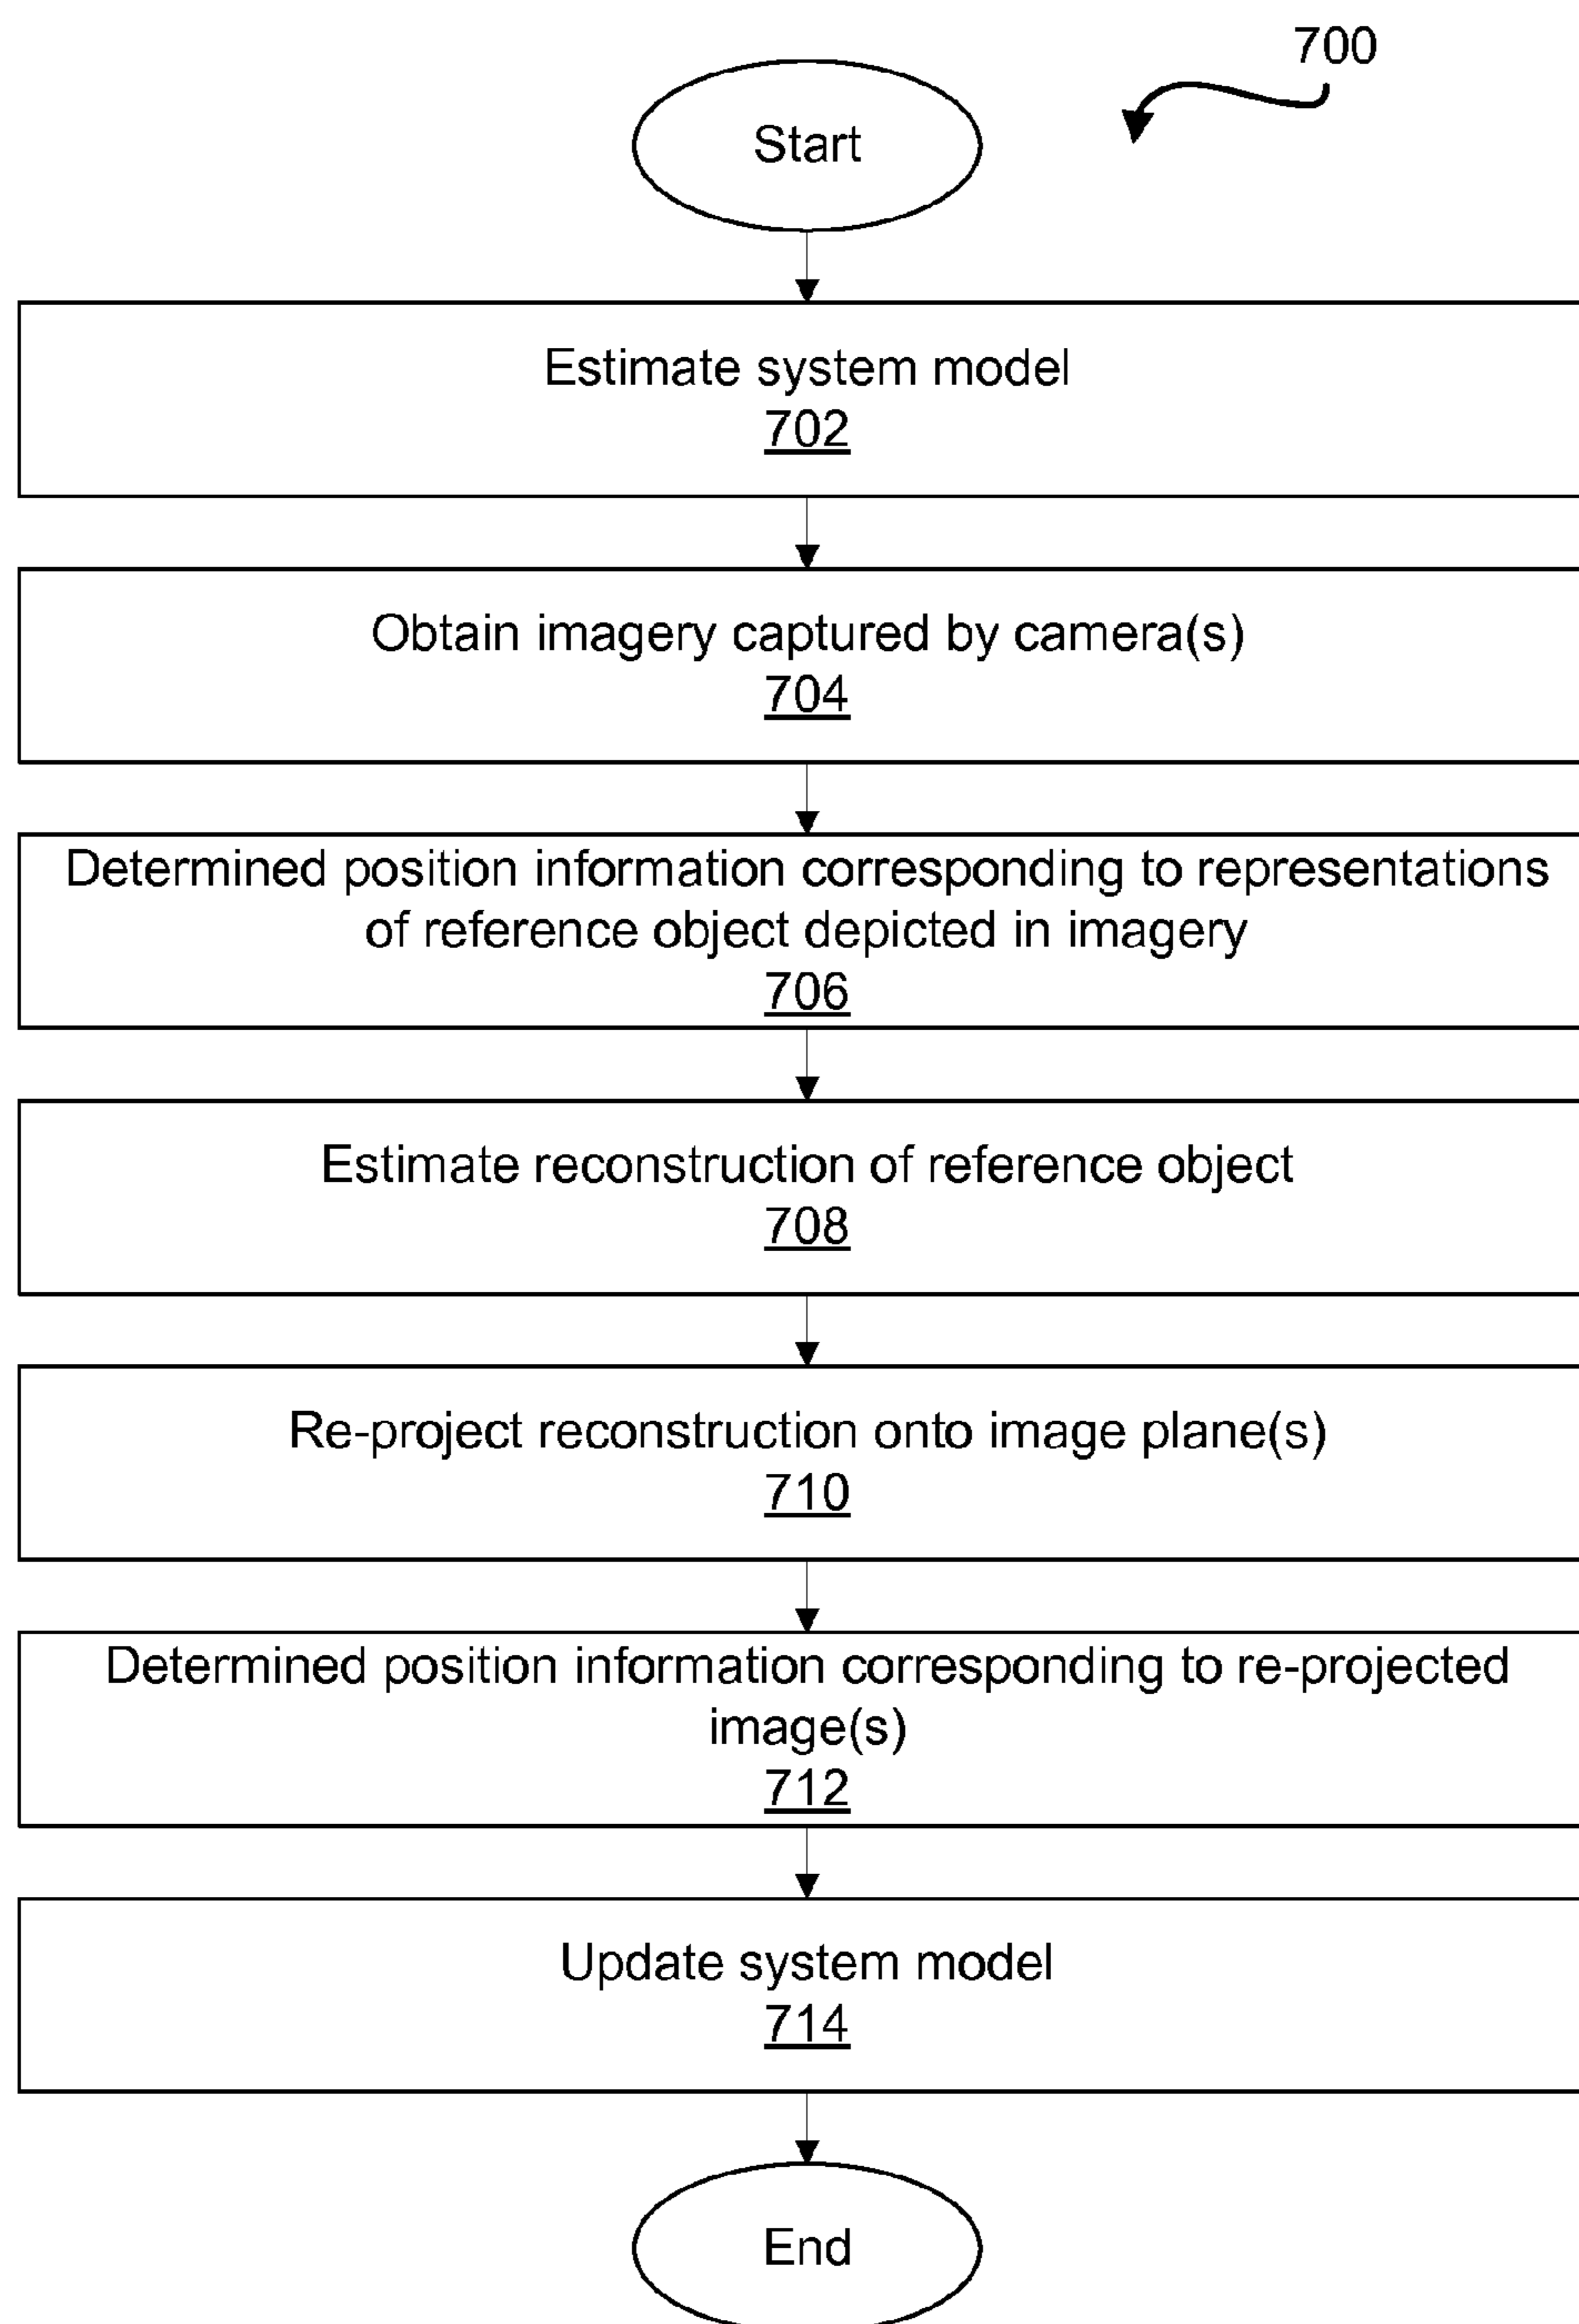 700
Start
Estimate system model
702
Obtain imagery captured by camera(s)
704
Determined position information corresponding to representations
of reference object depicted in imagery
706
Estimate reconstruction of reference object
708
Re-project reconstruction onto image plane(s)
710
Determined position information corresponding to re-projected
image(s)
712
Update system model
714
End